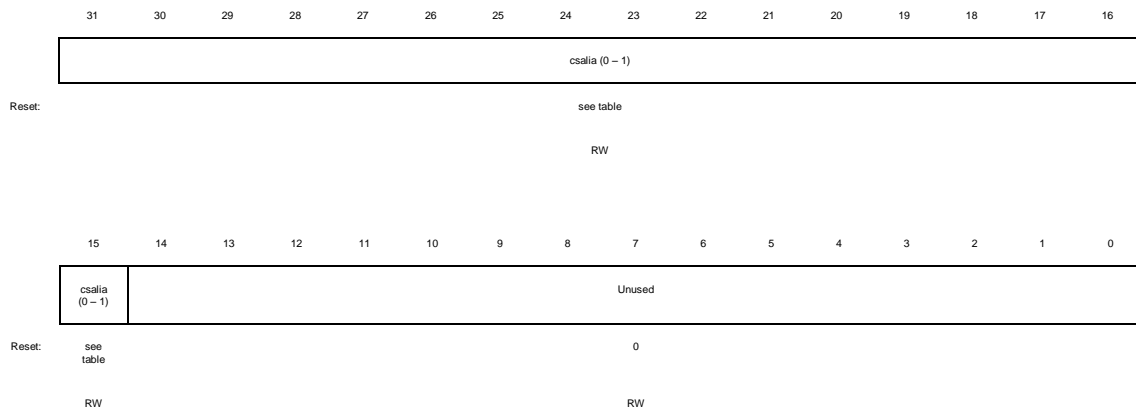 31 30 29 28 27 26 25 24 23 22 21 20 19 18 17 16
csalia (0 – 1)
Reset: see table
RW
15 14 13 12 11 10 9 8 7 6 5 4 3 2 1 0
csalia
(0 – 1)
Unused
Reset: see
table
0
RW RW